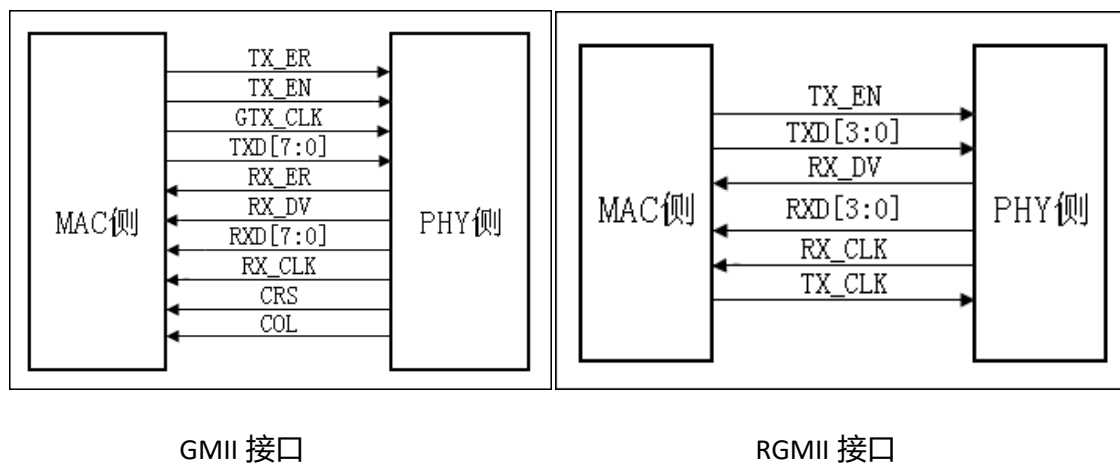 TX_ER
TX_EN
GTX_CLK
TXD[7:0]
RX_ER
RX_DV
RXD[7:0]
RX_CLK
CRS
COL
MAC侧
PHY侧
TX_EN
TXD[3:0]
RX_DV
RXD[3:0]
RX_CLK
TX_CLK
MAC侧
PHY侧
GMII 接口
RGMII 接口